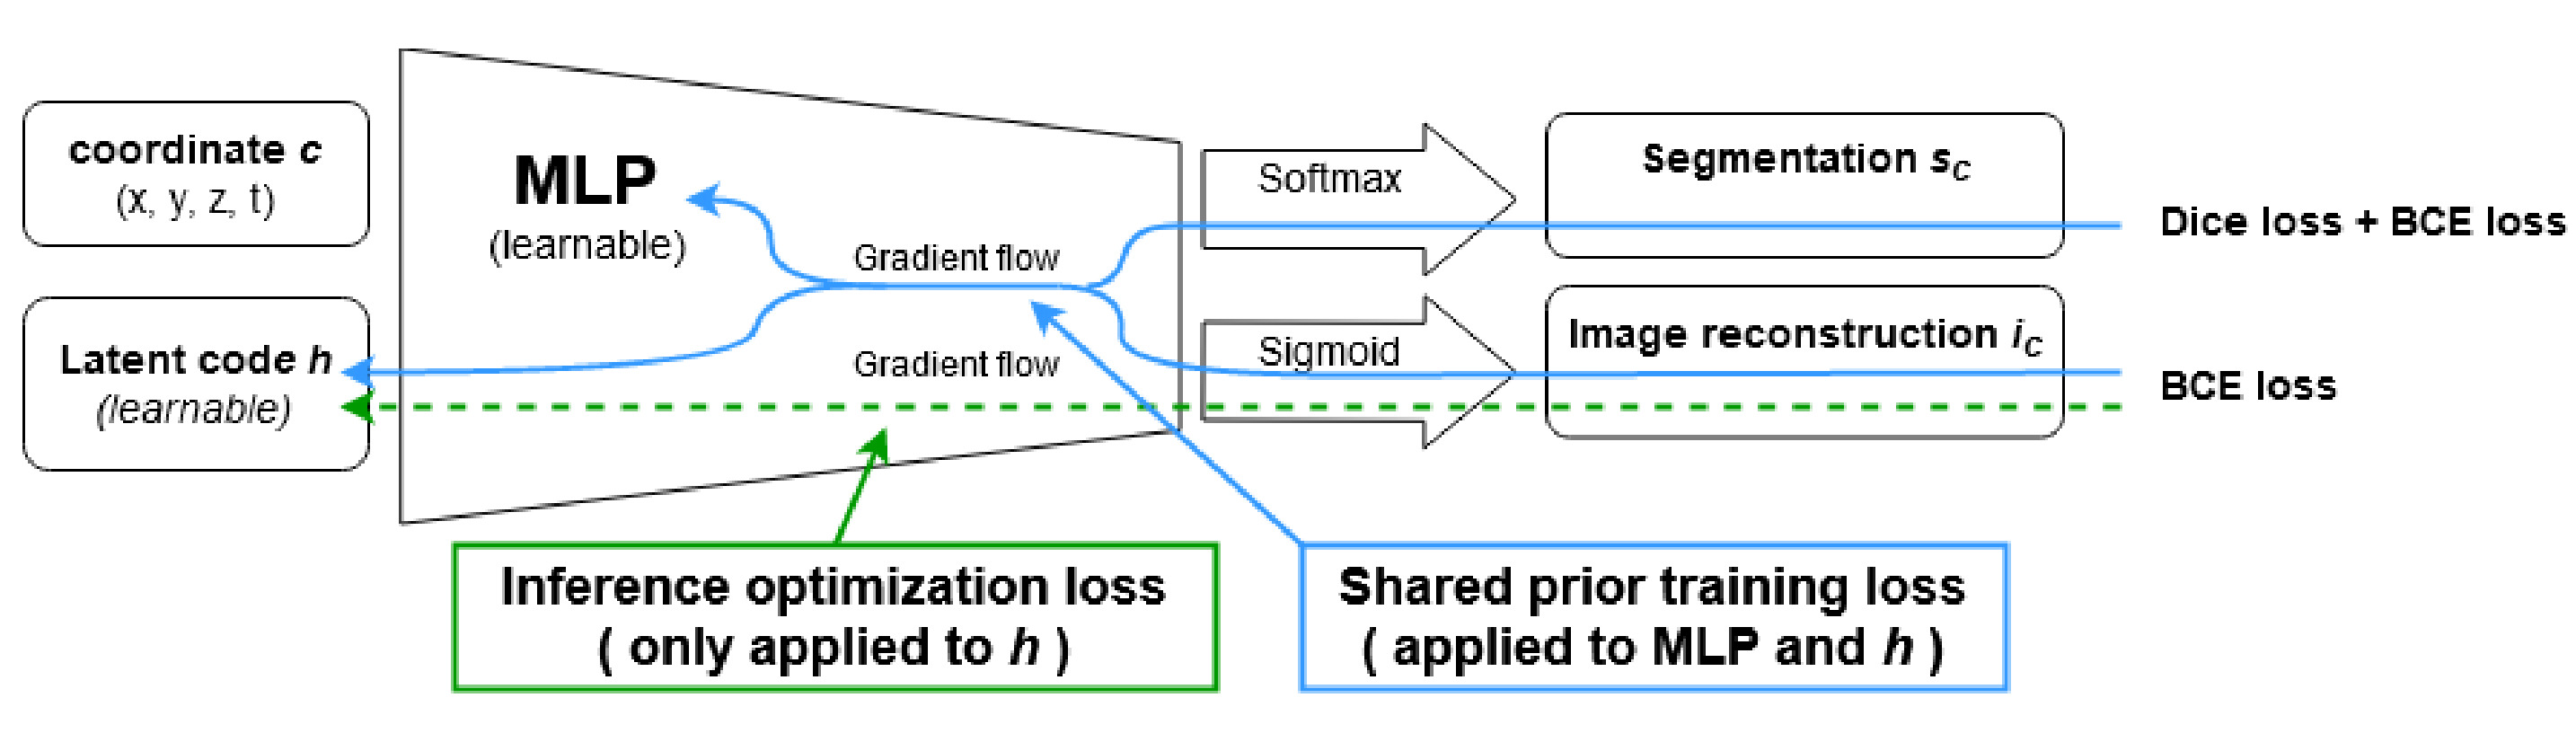 coordinate c
(x, y, z, t)
Latent code h
(learnable)
MLP
(learnable)
Gradient flow
Gradient flow
Softmax
Sigmoid
Segmentation s_c
Image reconstruction i_c
Dice loss + BCE loss
BCE loss
Inference optimization loss
( only applied to h )
Shared prior training loss
( applied to MLP and h )